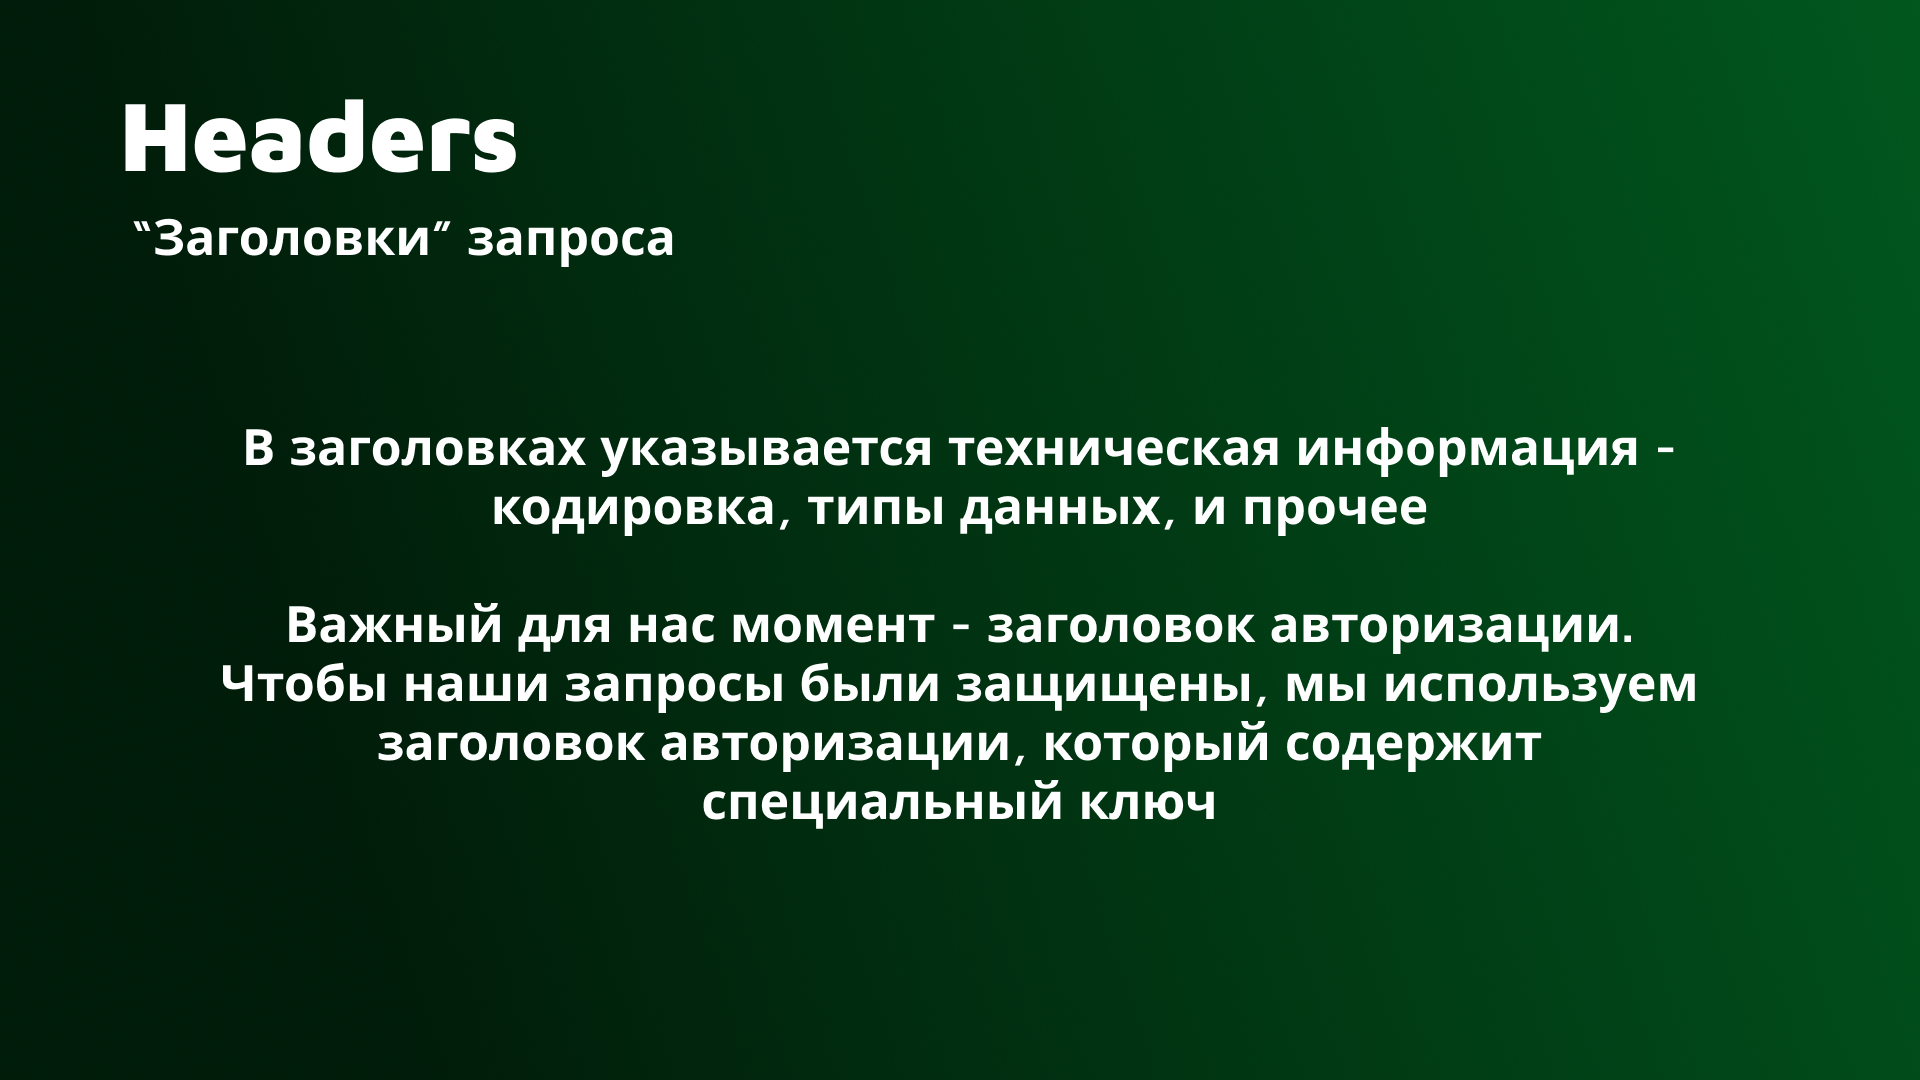 Headers
“Заголовки” запроса
В заголовках указывается техническая информация -
кодировка, типы данных, и прочее
Важный для нас момент - заголовок авторизации.
Чтобы наши запросы были защищены, мы используем
заголовок авторизации, который содержит
специальный ключ